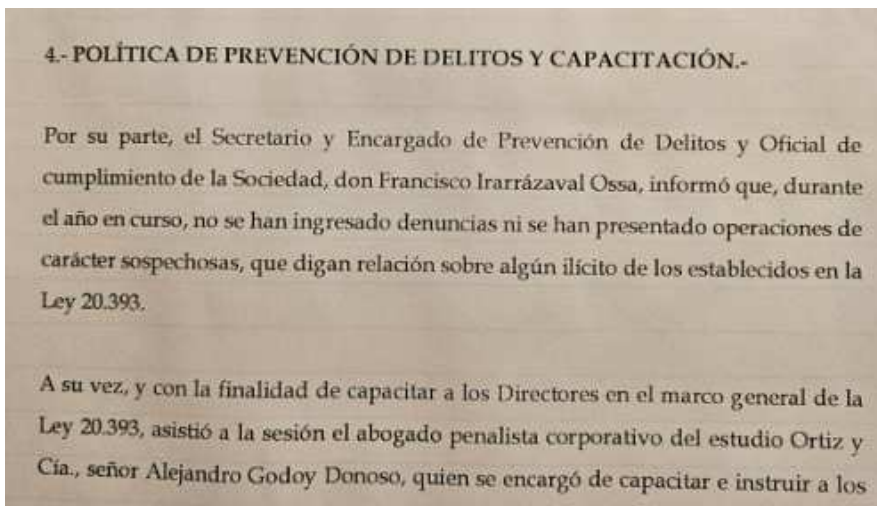 4.- POLÍTICA DE PREVENCIÓN DE DELITOS Y CAPACITACIÓN.-
Por su parte, el Secretario y Encargado de Prevención de Delitos y Oficial de
cumplimiento de la Sociedad, don Francisco Irarrázaval Ossa, informó que, durante
el año en curso, no se han ingresado denuncias ni se han presentado operaciones de
carácter sospechosas, que digan relación sobre algún ilícito de los establecidos en la
Ley 20.393.
A su vez, y con la finalidad de capacitar a los Directores en el marco general de la
Ley 20.393, asistió a la sesión el abogado penalista corporativo del estudio Ortiz y
Cía., señor Alejandro Godoy Donoso, quien se encargó de capacitar e instruir a los